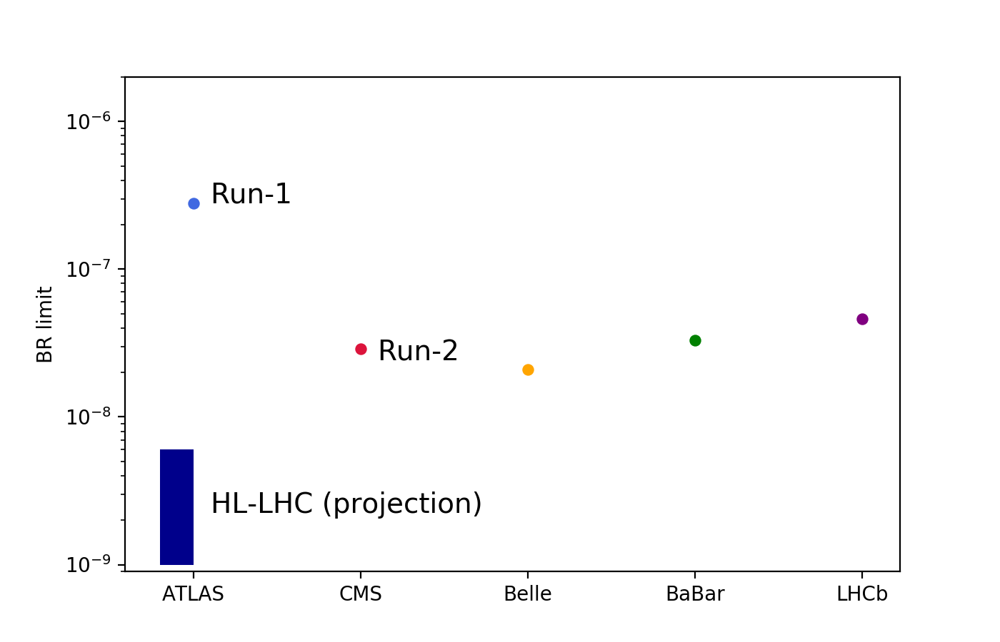 10⁻⁶
Run-1
10⁻⁷
BR limit
Run-2
10⁻⁸
HL-LHC (projection)
10⁻⁹
ATLAS CMS Belle BaBar LHCb